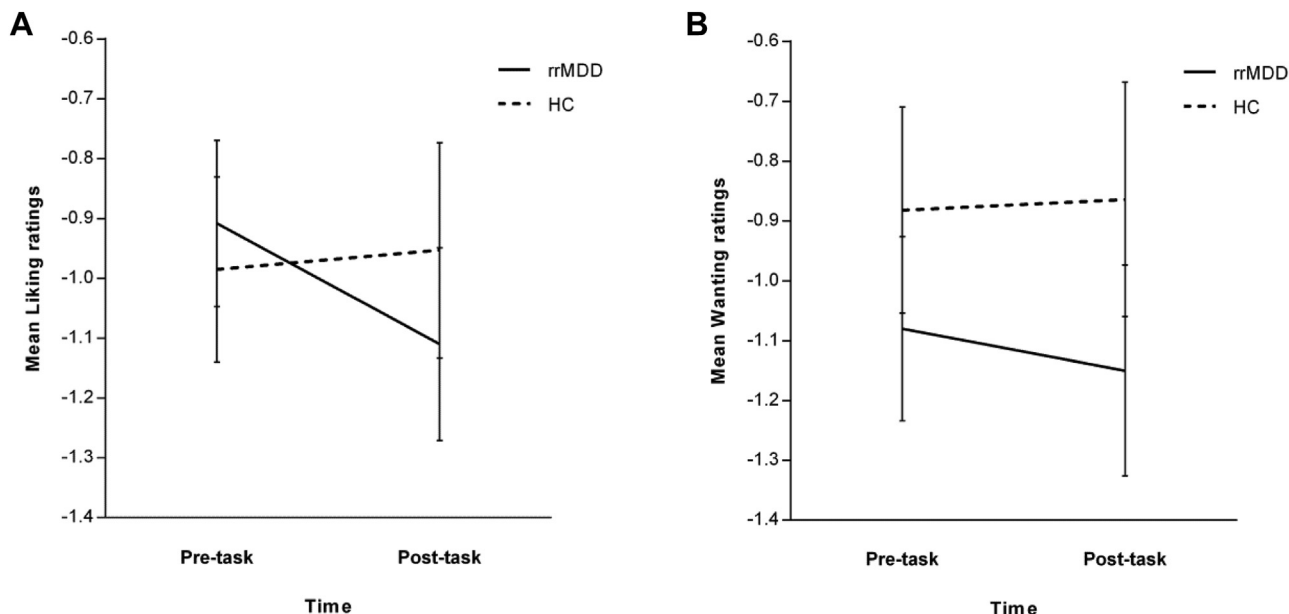 A
-0.6
-0.7
-0.8
-0.9
-1.0
-1.1
-1.2
-1.3
-1.4
Mean Liking ratings
rrMDD
HC
Pre-task Post-task
Time
B
-0.6
-0.7
-0.8
-0.9
-1.0
-1.1
-1.2
-1.3
-1.4
Mean Wanting ratings
rrMDD
HC
Pre-task Post-task
Time